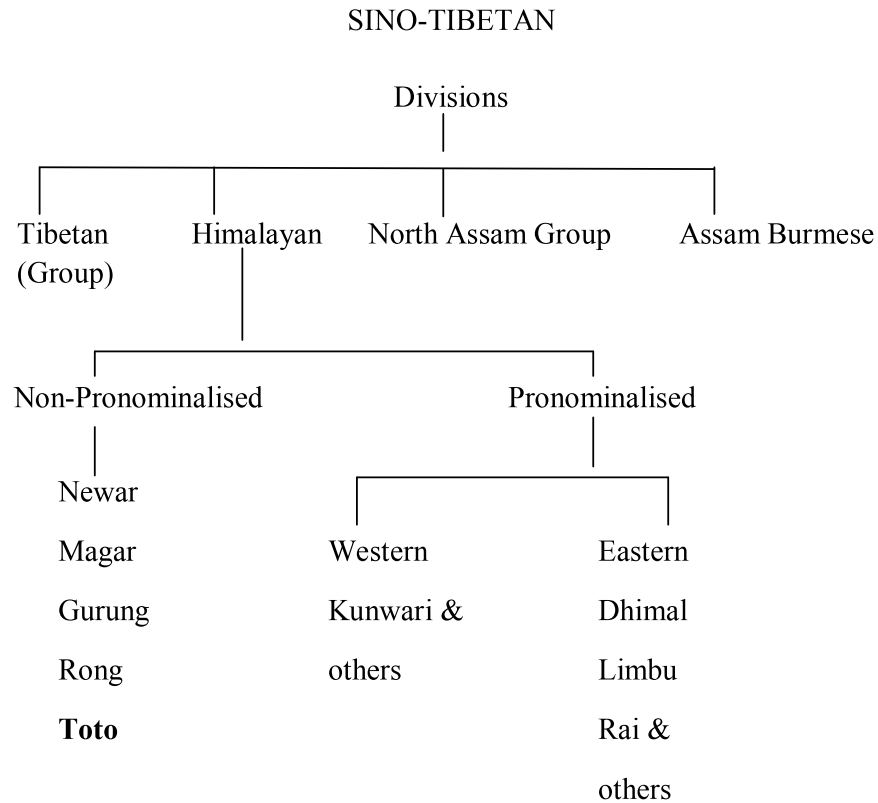 SINO-TIBETAN
Divisions
Tibetan
(Group)
Himalayan
North Assam Group
Assam Burmese
Non-Pronominalised
Pronominalised
Newar
Magar
Gurung
Rong
Toto
Western
Kunwari &
others
Eastern
Dhimal
Limbu
Rai &
others